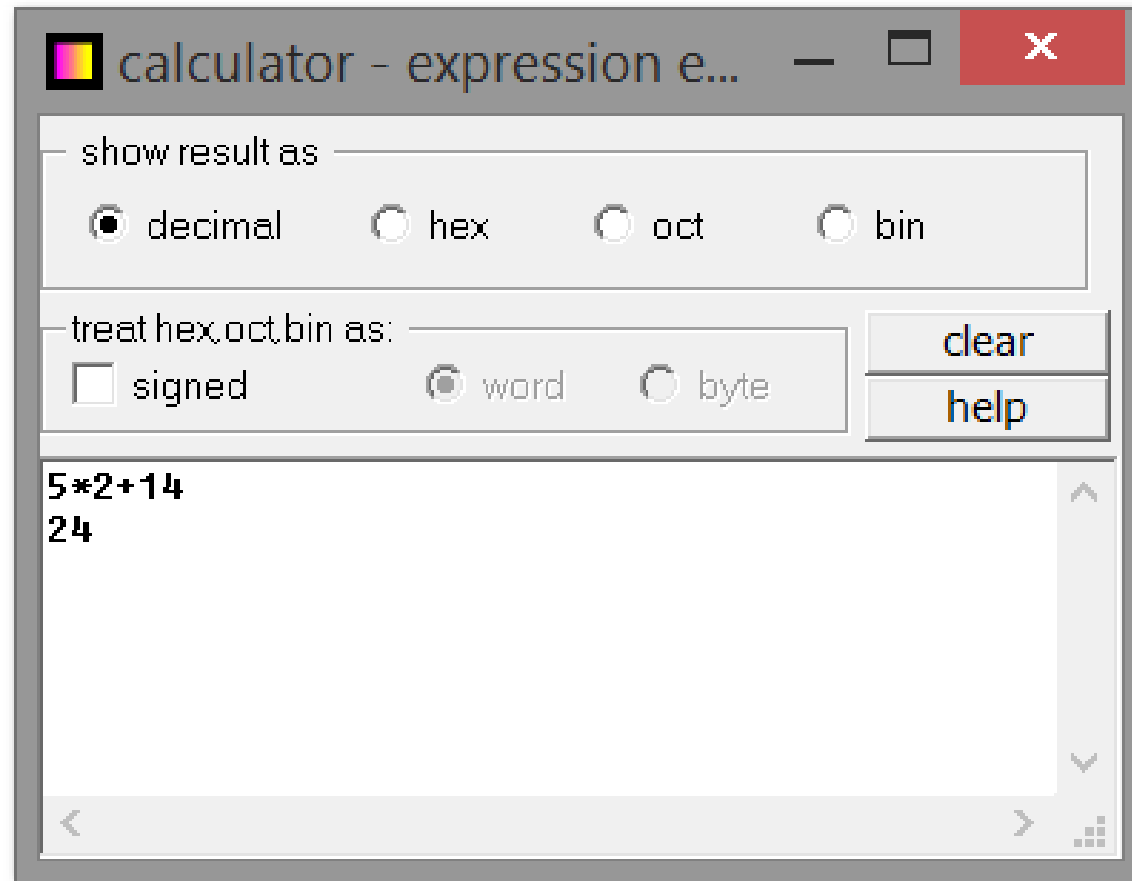 calculator - expression e...
show result as
decimal hex oct bin
treat hex,oct,bin as:
signed word byte
clear
help
5*2+14
24